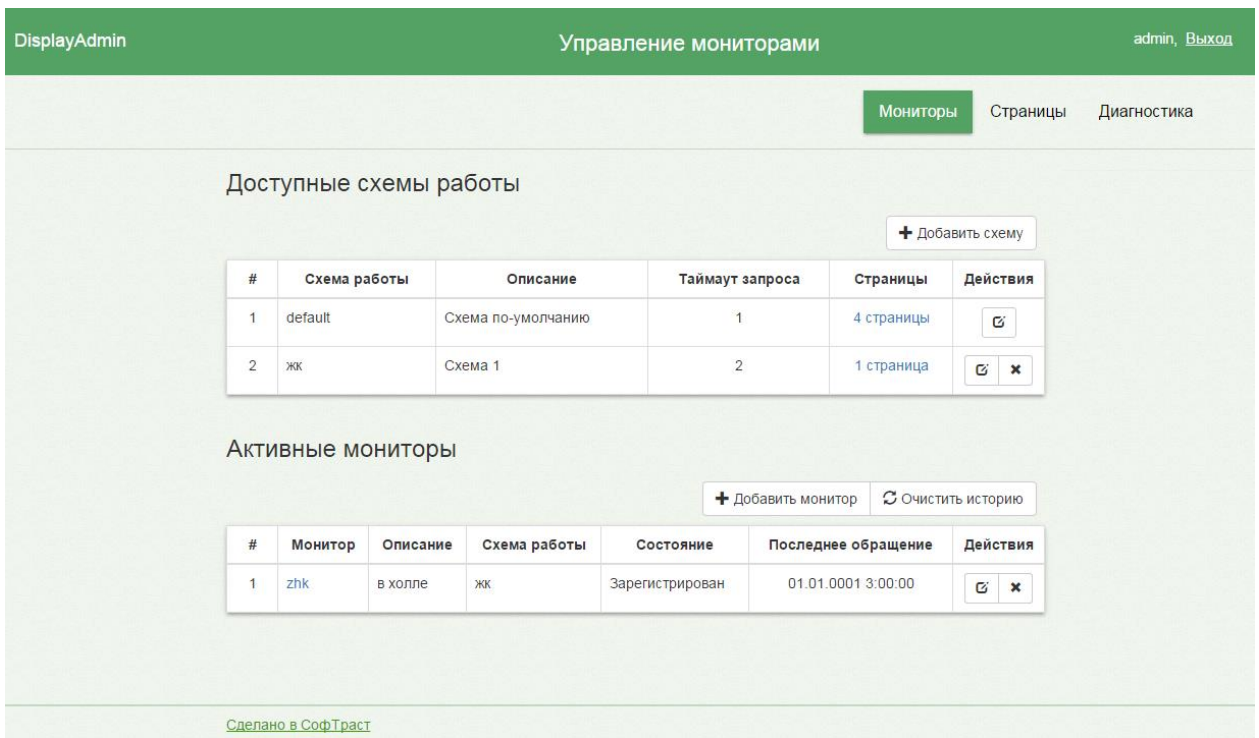 DisplayAdmin Управление мониторами admin, Выход
Мониторы Страницы Диагностика
Доступные схемы работы
Добавить схему
# Схема работы Описание Таймаут запроса Страницы Действия
1 default Схема по-умолчанию 1 4 страницы
2 жк Схема 1 2 1 страница
Активные мониторы
Добавить монитор Очистить историю
# Монитор Описание Схема работы Состояние Последнее обращение Действия
1 zhk в холле жк Зарегистрирован 01.01.0001 3:00:00
Сделано в СофТраст